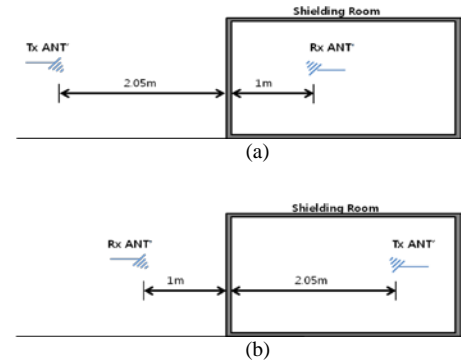 Shielding Room
Tx ANT'
Rx ANT'
2.05m
1m
(a)
Shielding Room
Rx ANT'
Tx ANT'
1m
2.05m
(b)